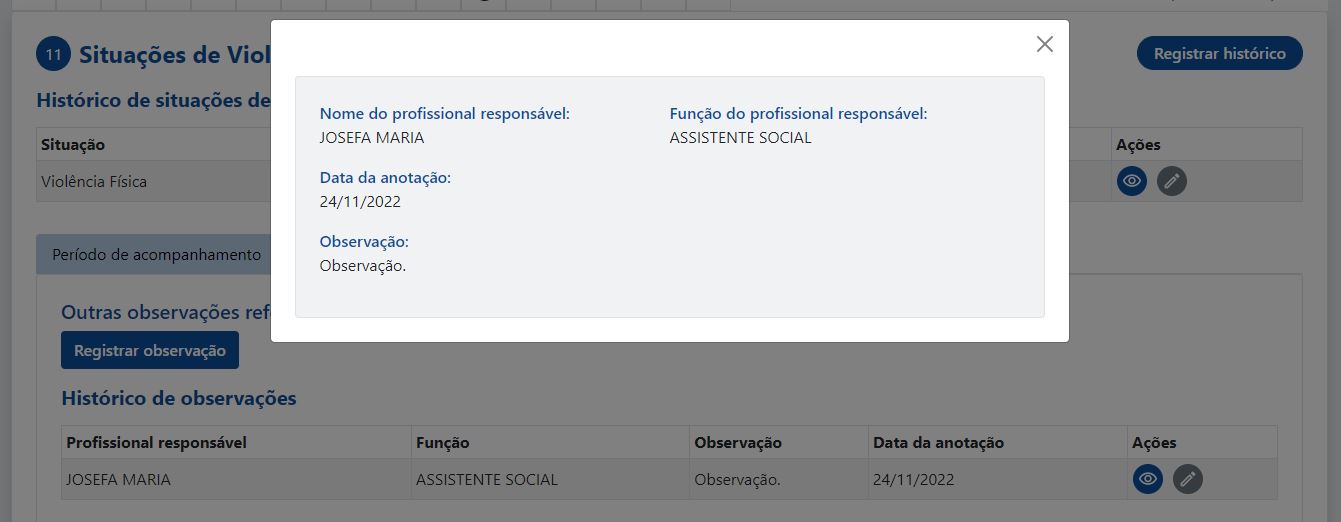 11 Situações de Viol
Registrar histórico
Histórico de situações de
Situação Ações
Violência Física
Nome do profissional responsável: Função do profissional responsável:
JOSEFA MARIA ASSISTENTE SOCIAL
Data da anotação:
24/11/2022
Observação:
Observação.
Período de acompanhamento
Outras observações refe
Registrar observação
Histórico de observações
Profissional responsável Função Observação Data da anotação Ações
JOSEFA MARIA ASSISTENTE SOCIAL Observação. 24/11/2022